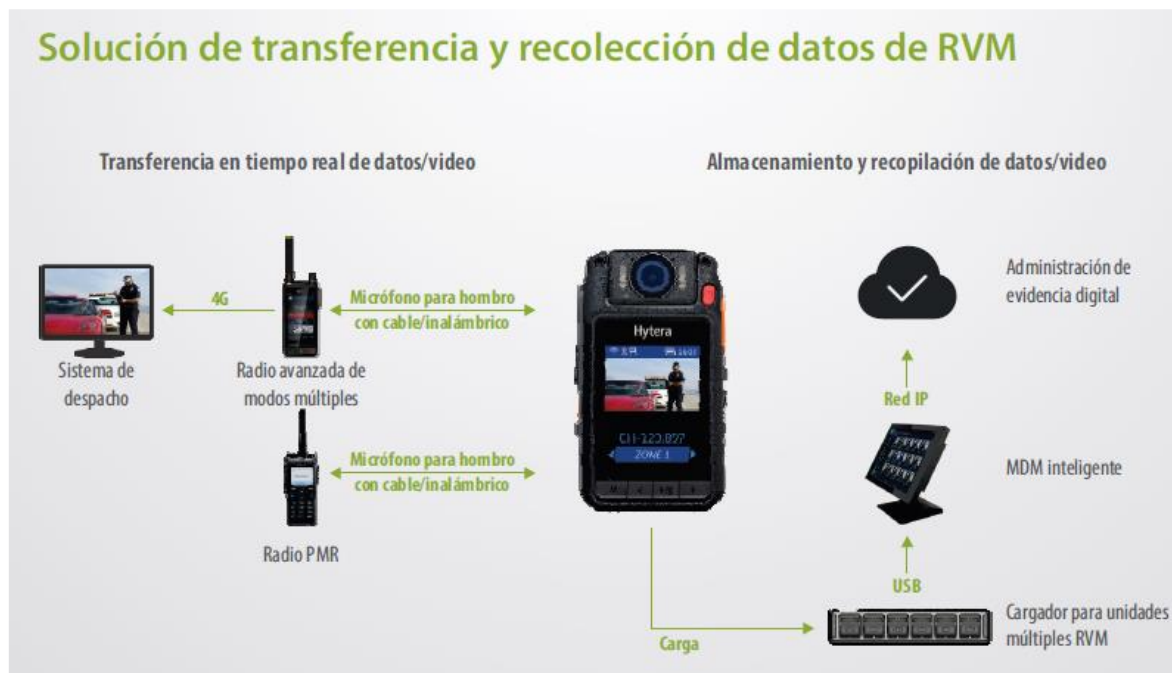 Solución de transferencia y recolección de datos de RVM
Transferencia en tiempo real de datos/video
Almacenamiento y recopilación de datos/video
4G
Micrófono para hombro
con cable/inalámbrico
Sistema de
despacho
Radio avanzada de
modos múltiples
Micrófono para hombro
con cable/inalámbrico
Radio PMR
Hytera
ZONE 1
Administración de
evidencia digital
Red IP
MDM inteligente
USB
Carga
Cargador para unidades
múltiples RVM